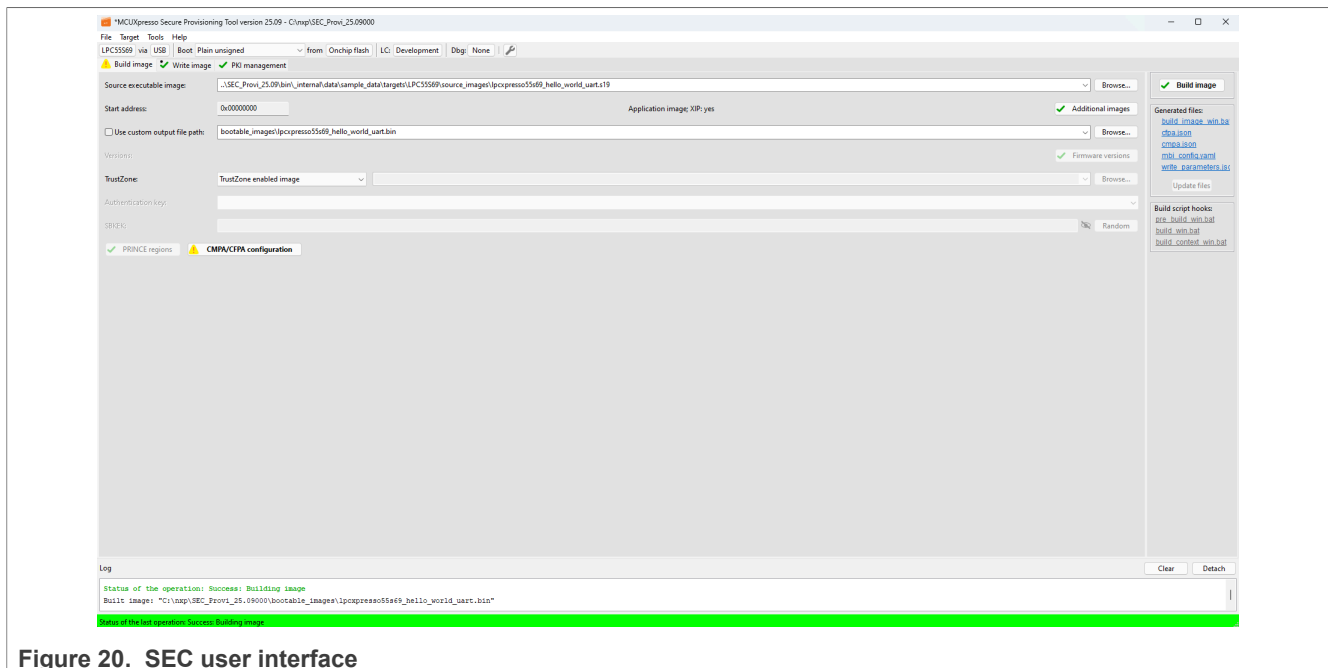 *MCUXpresso Secure Provisioning Tool version 25.09 - C:\nxp\SEC_Provi_25.09000
File Target Tools Help
LPC55S69 via USB Boot Plain unsigned from Onchip flash LC: Development Dbg: None
Build image Write image PKI management
Source executable image: ...\SEC_Provi_25.09\bin\_internal\data\sample_data\targets\LPC55S69\source_images\lpcxpresso55s69_hello_world_uart.s19 Browse... Build image
Start address: 0x00000000 Application image; XIP: yes Additional images Generated files:
build_image_win.ba
Use custom output file path: bootable_images\lpcxpresso55s69_hello_world_uart.bin Browse... cfpa.json
cmpa.json
Versions: Firmware versions mbi_config.yaml
write_parameters.jsc
TrustZone: TrustZone enabled image Browse... Update files
Authentication key: Build script hooks:
pre_build_win.bat
SBKEK: Random build_win.bat
build_context_win.bat
PRINCE regions CMPA/CFPA configuration
Log Clear Detach
Status of the operation: Success: Building image
Built image: "C:\nxp\SEC_Provi_25.09000\bootable_images\lpcxpresso55s69_hello_world_uart.bin"
Status of the last operation: Success: Building image
Figure 20. SEC user interface